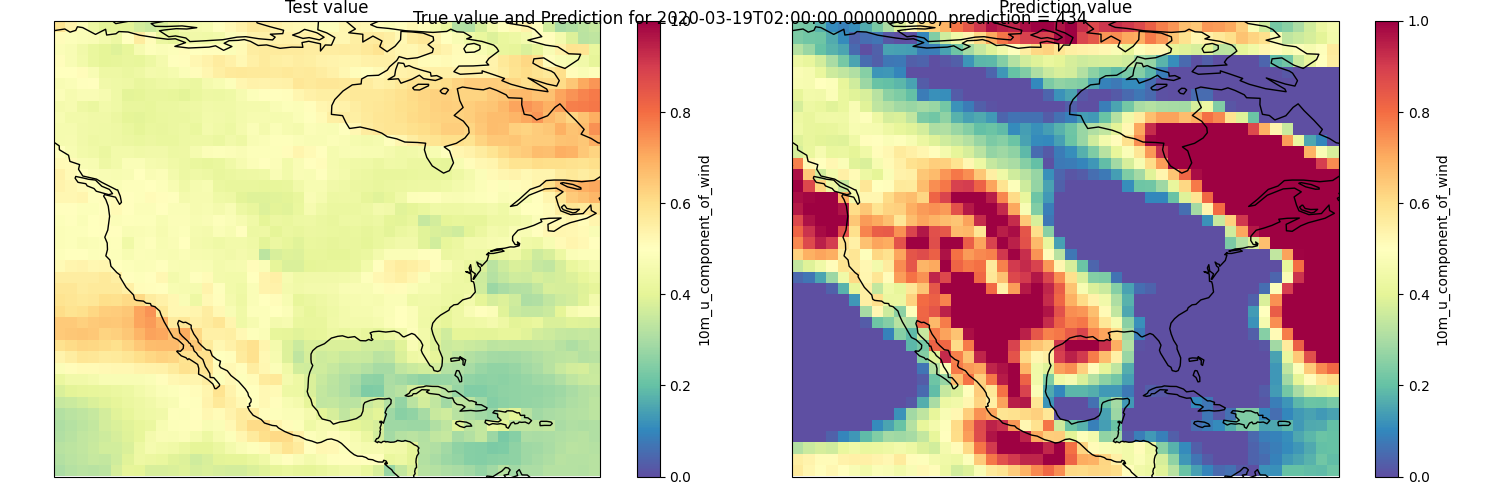 Test value
Prediction value
True value and Prediction for 2020-03-19T02:00:00.000000000, prediction = 434
1.0
0.8
0.6
0.4
0.2
0.0
10m_u_component_of_wind
1.0
0.8
0.6
0.4
0.2
0.0
10m_u_component_of_wind